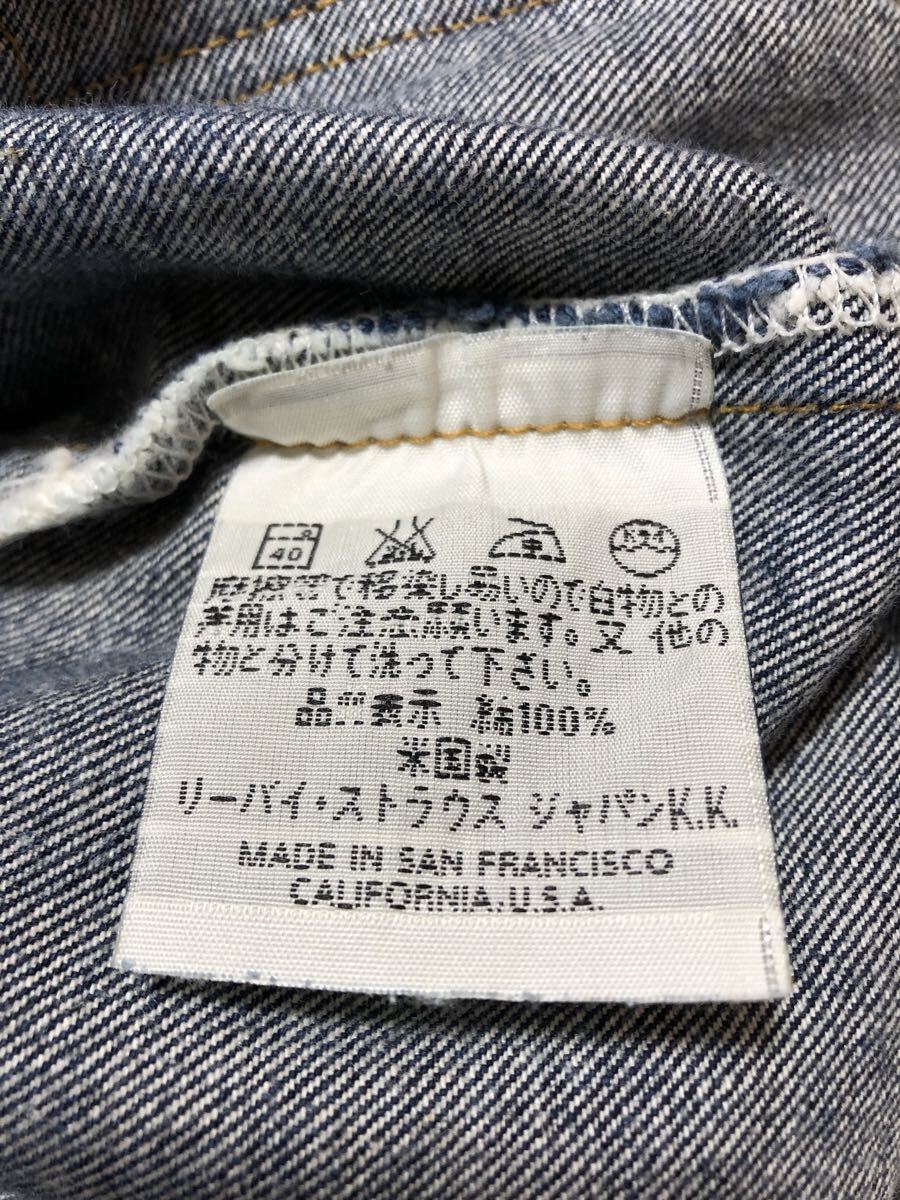 40
中
摩擦等で移染し易いので白物との
兼用はご注意願います。又 他の
物と分けて洗って下さい。
品質表示 綿100%
米国製
リーバイ・ストラウス ジャパンK.K.
MADE IN SAN FRANCISCO
CALIFORNIA.U.S.A.